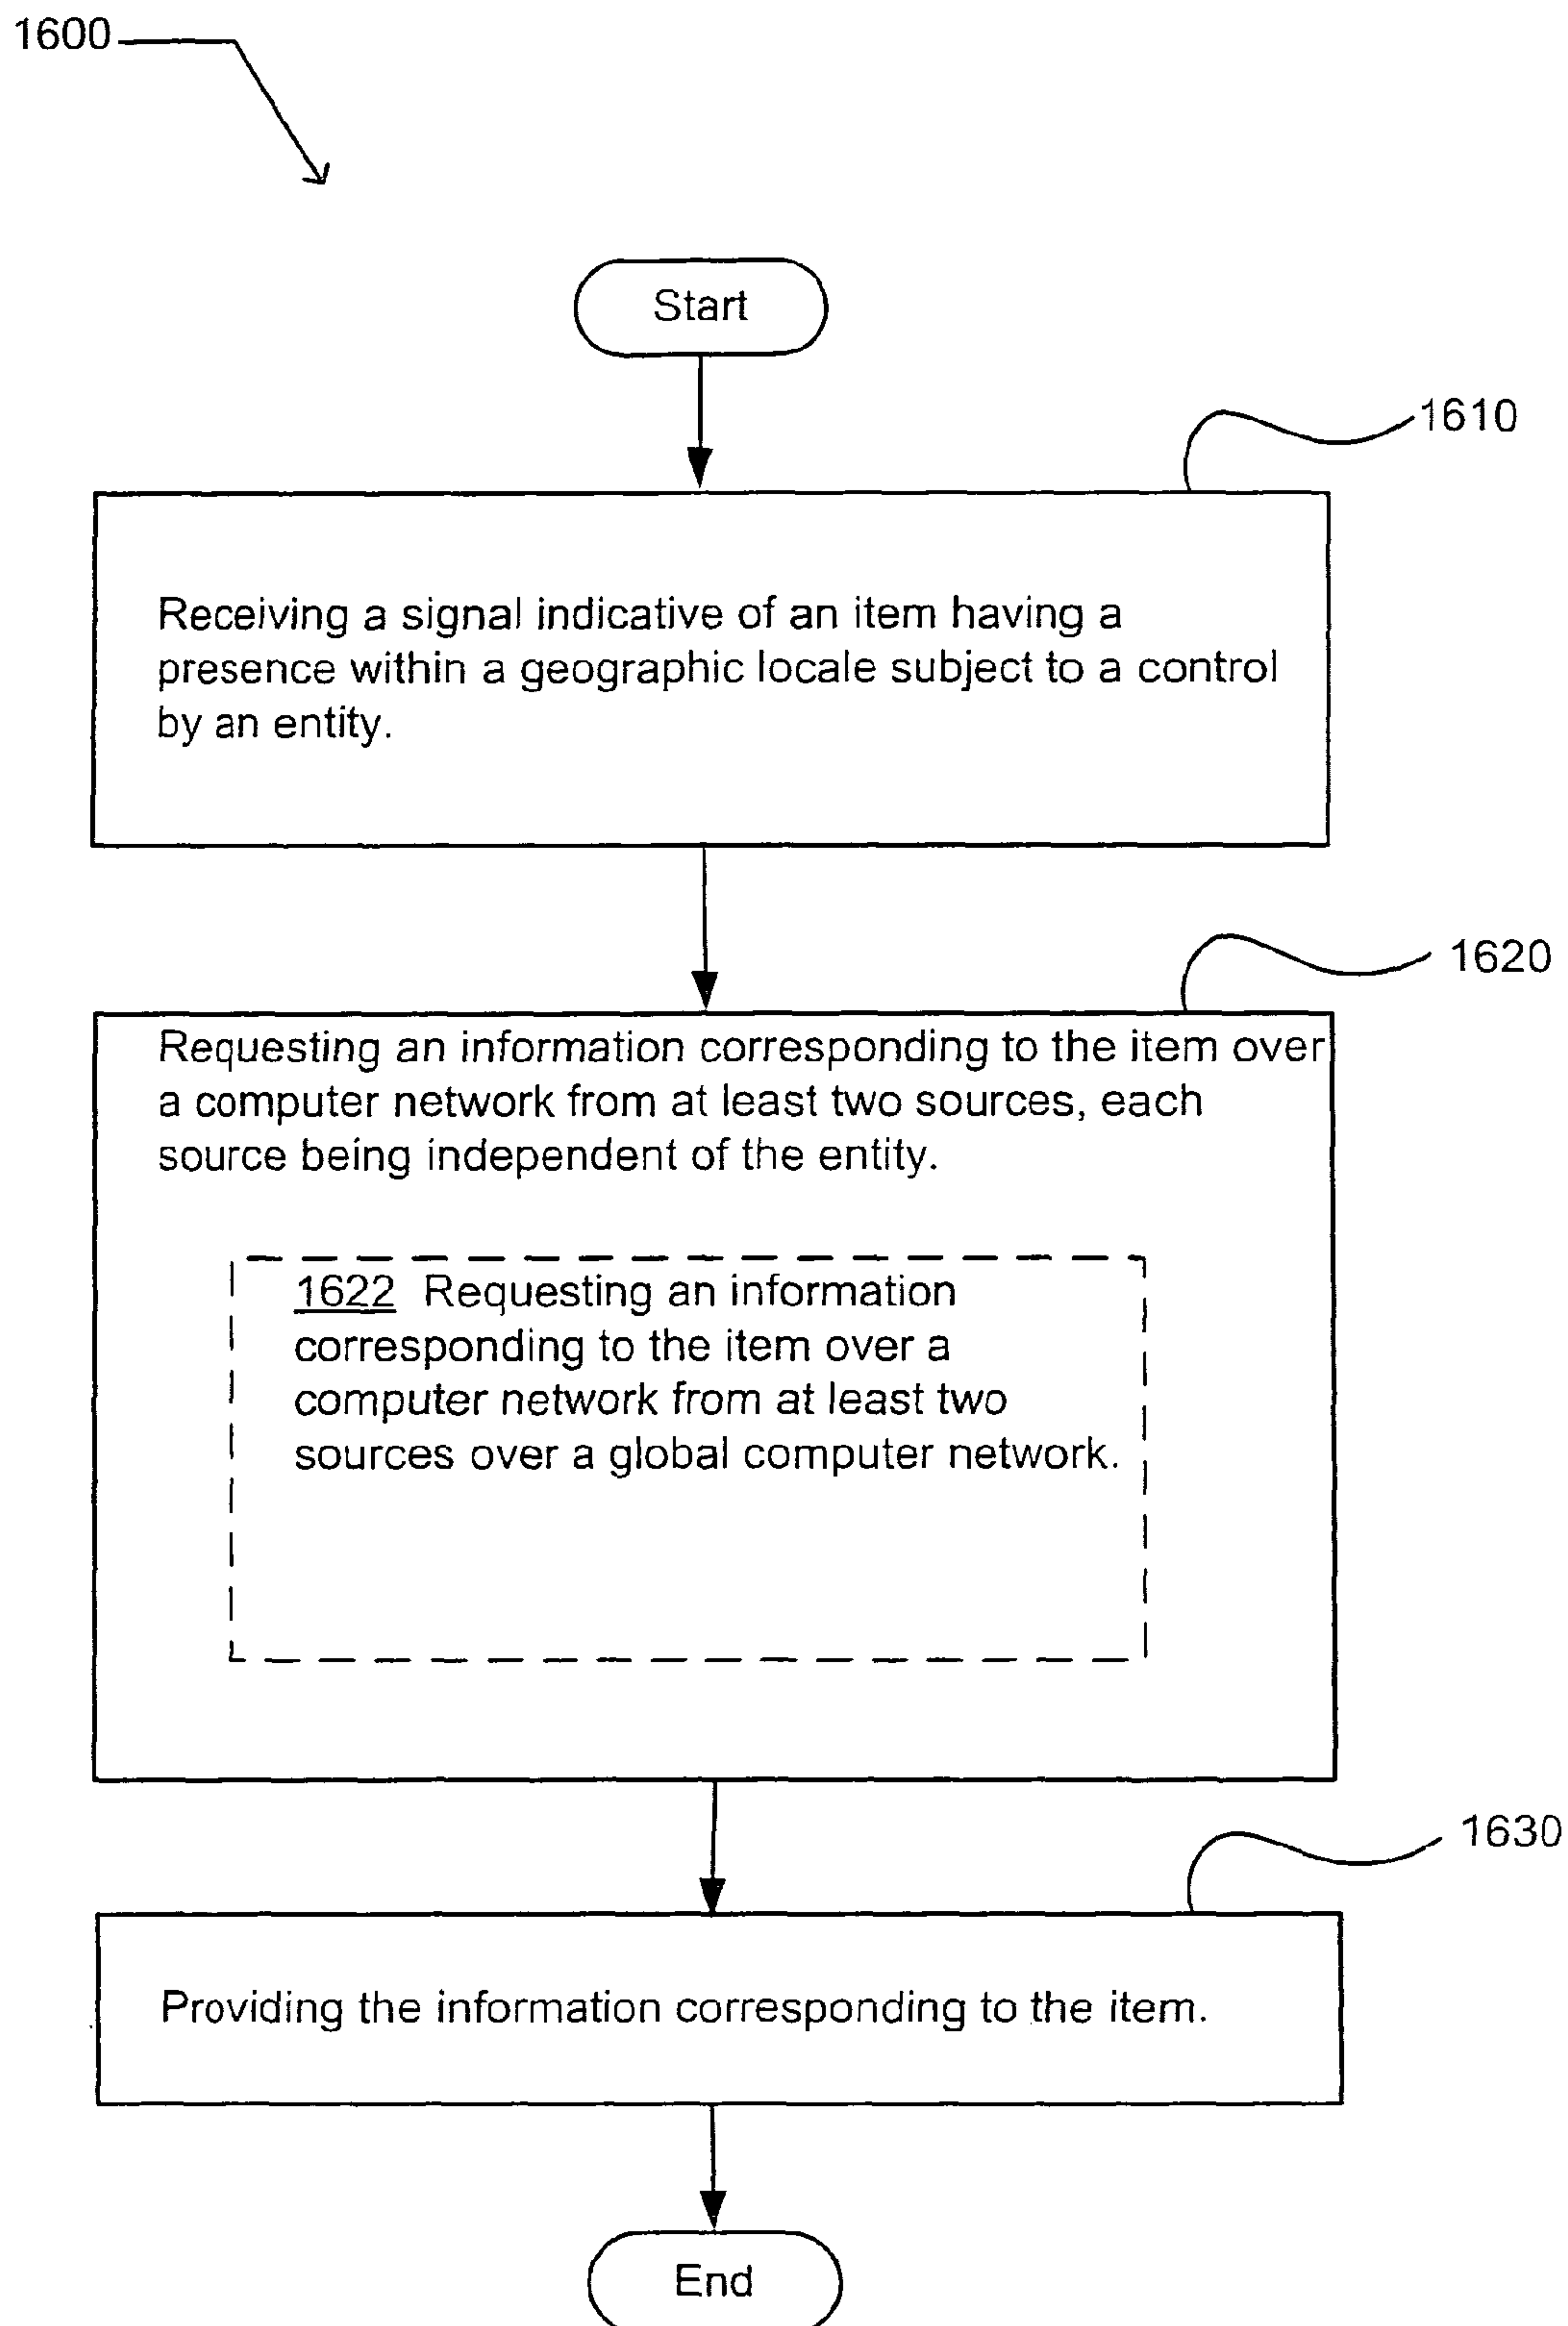 1600
Start
1610
Receiving a signal indicative of an item having a
presence within a geographic locale subject to a control
by an entity.
1620
Requesting an information corresponding to the item over
a computer network from at least two sources, each
source being independent of the entity.
1622 Requesting an information
corresponding to the item over a
computer network from at least two
sources over a global computer network.
1630
Providing the information corresponding to the item.
End